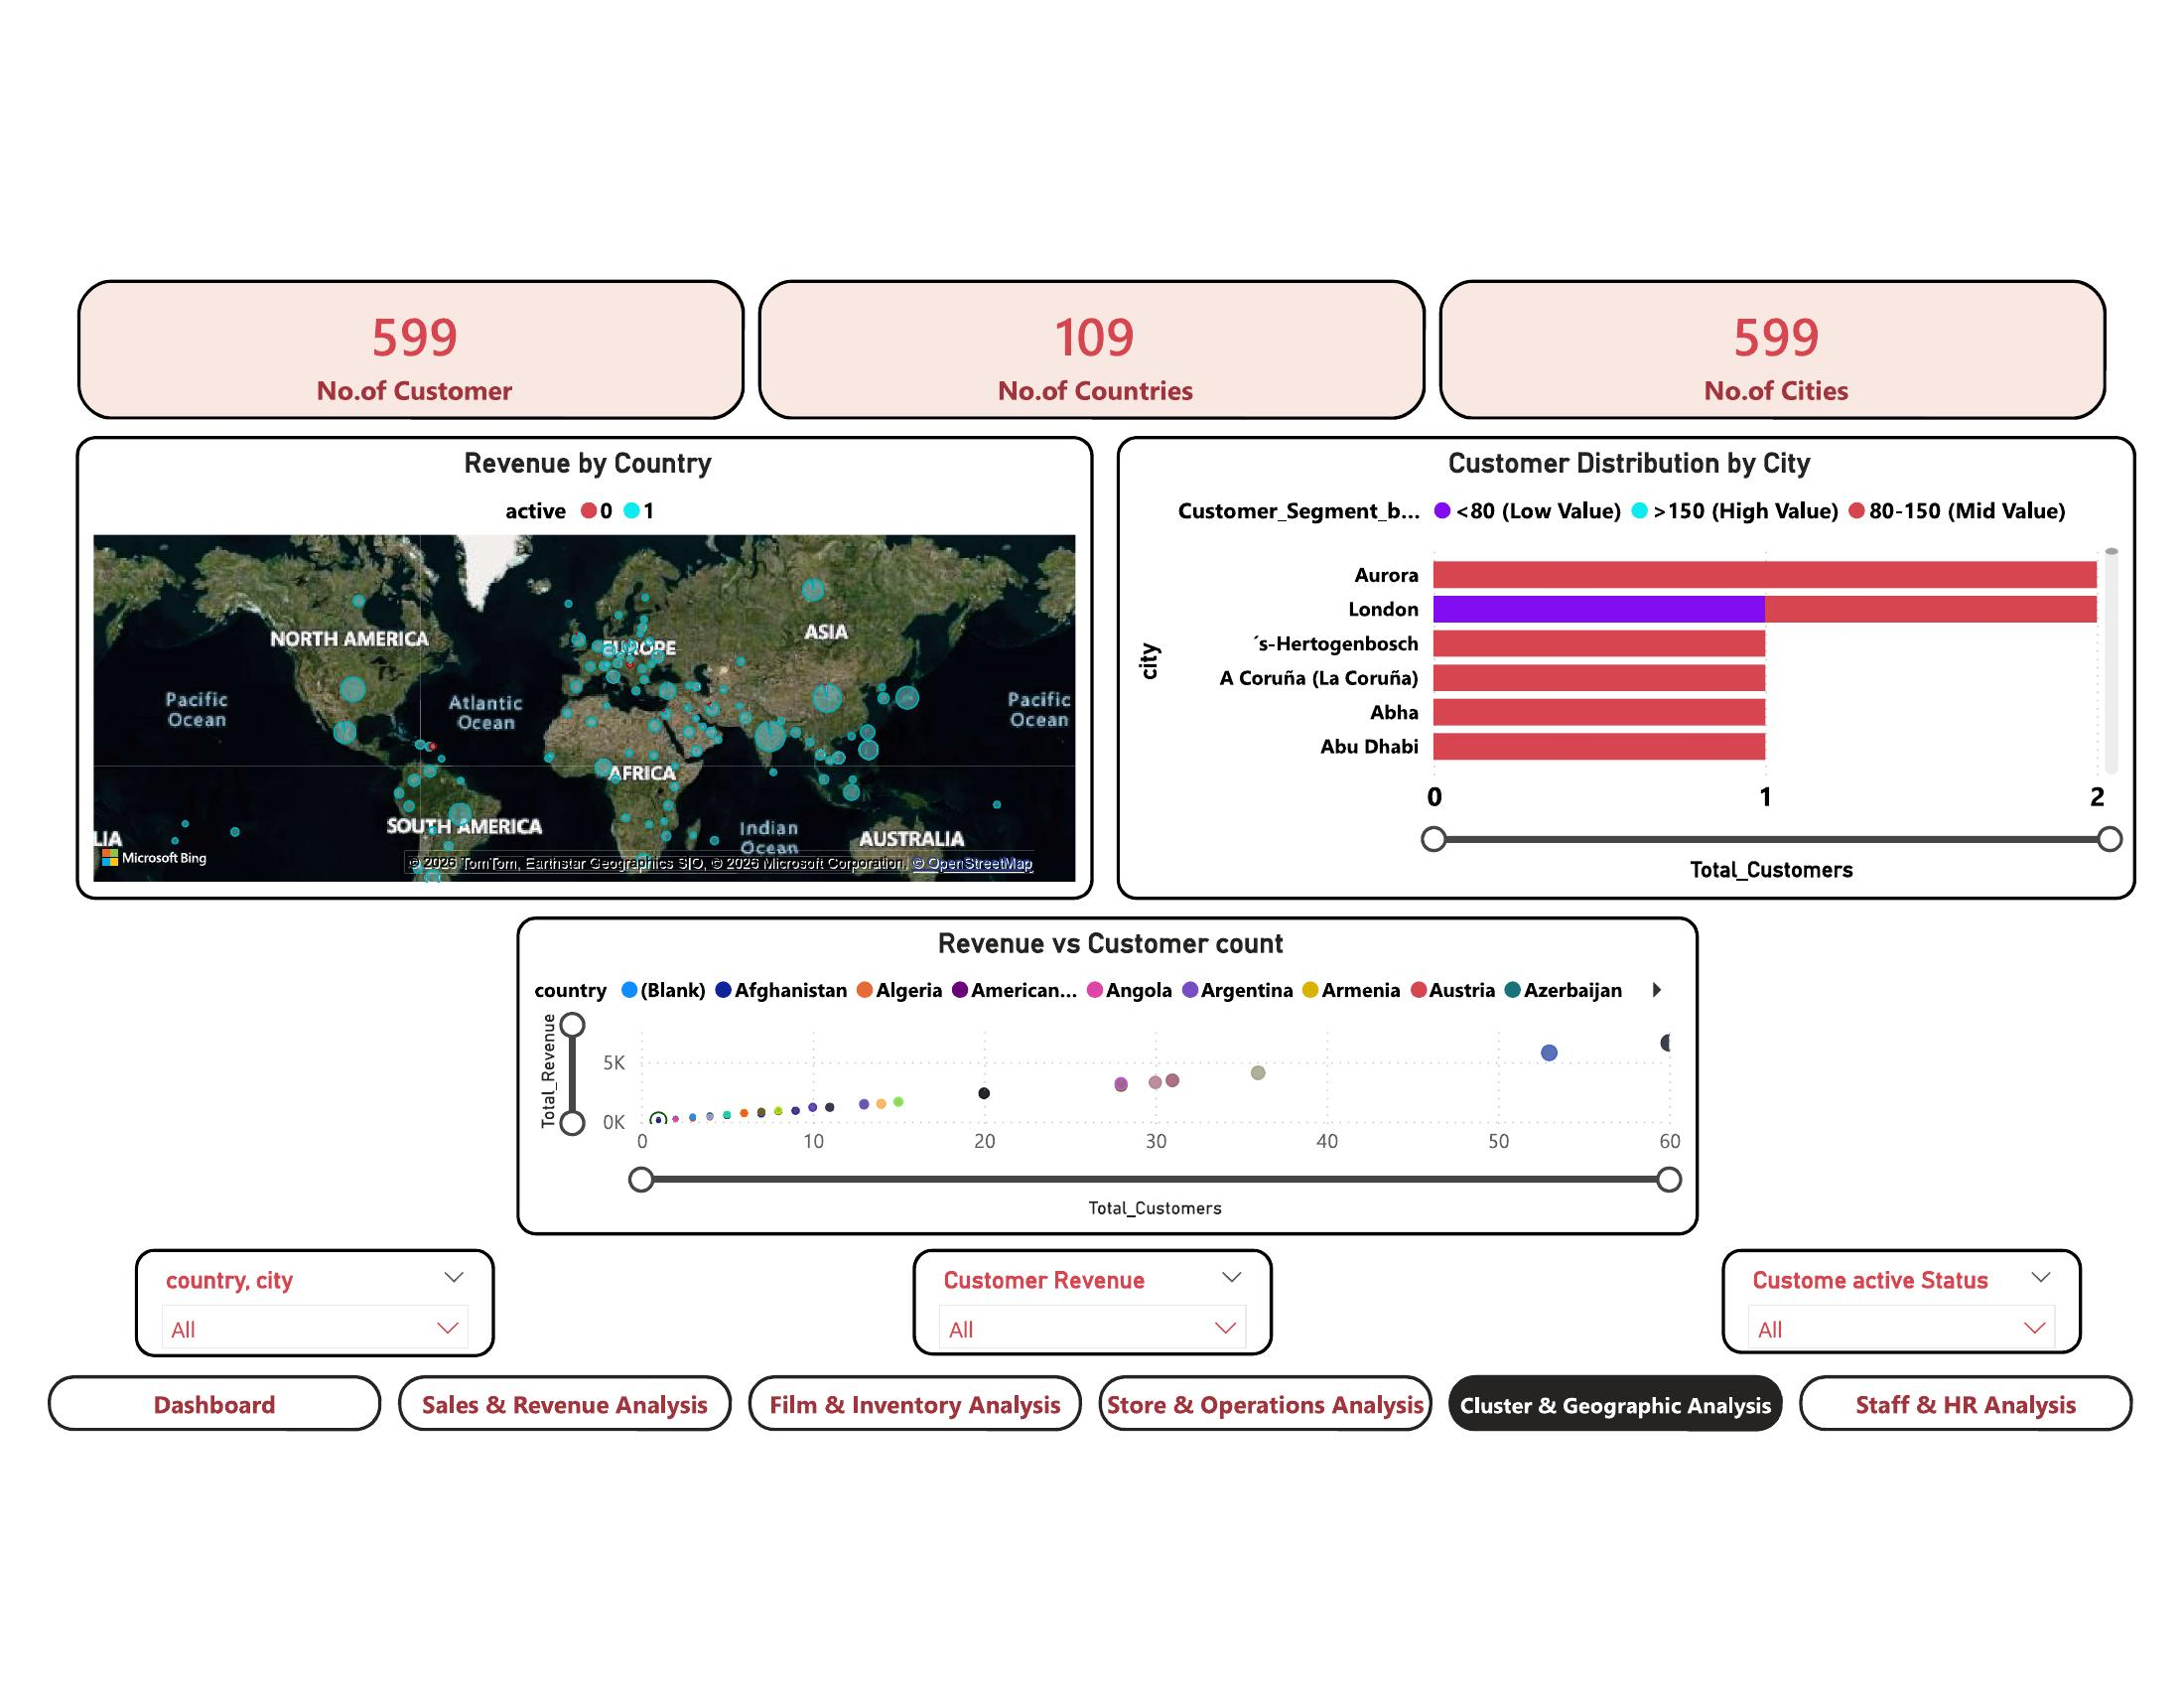 599
No.of Customer
109
No.of Countries
599
No.of Cities
Revenue by Country
active 0 1
NORTH AMERICA
EUROPE
ASIA
Pacific
Ocean
Atlantic
Ocean
Pacific
Ocean
AFRICA
SOUTH AMERICA
Indian
Ocean
AUSTRALIA
LIA
Microsoft Bing
© 2026 TomTom, Earthstar Geographics SIO, © 2026 Microsoft Corporation, © OpenStreetMap
Customer Distribution by City
Customer_Segment_b... <80 (Low Value) >150 (High Value) 80-150 (Mid Value)
city
Aurora
London
´s-Hertogenbosch
A Coruña (La Coruña)
Abha
Abu Dhabi
0 1 2
Total_Customers
Revenue vs Customer count
country (Blank) Afghanistan Algeria American... Angola Argentina Armenia Austria Azerbaijan
Total_Revenue
5K
0K
0 10 20 30 40 50 60
Total_Customers
country, city
All
Customer Revenue
All
Custome active Status
All
Dashboard
Sales & Revenue Analysis
Film & Inventory Analysis
Store & Operations Analysis
Cluster & Geographic Analysis
Staff & HR Analysis